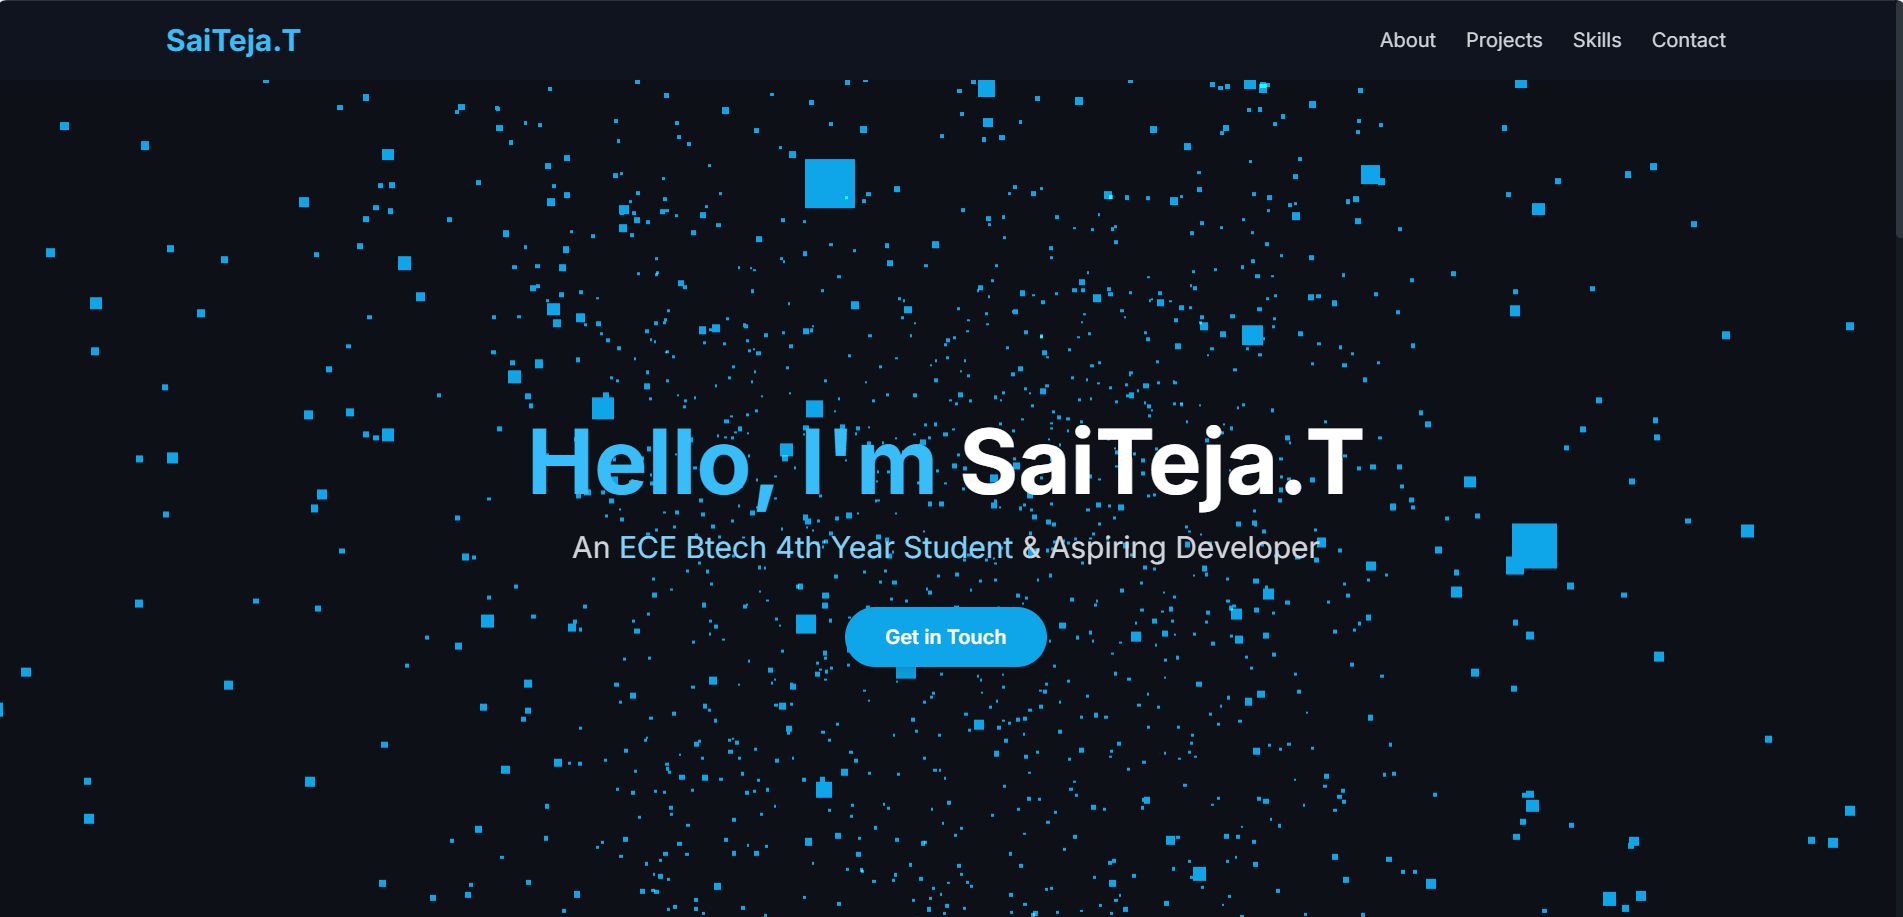 SaiTeja.T
About Projects Skills Contact
Hello, I'm SaiTeja.T
An ECE Btech 4th Year Student & Aspiring Developer
Get in Touch